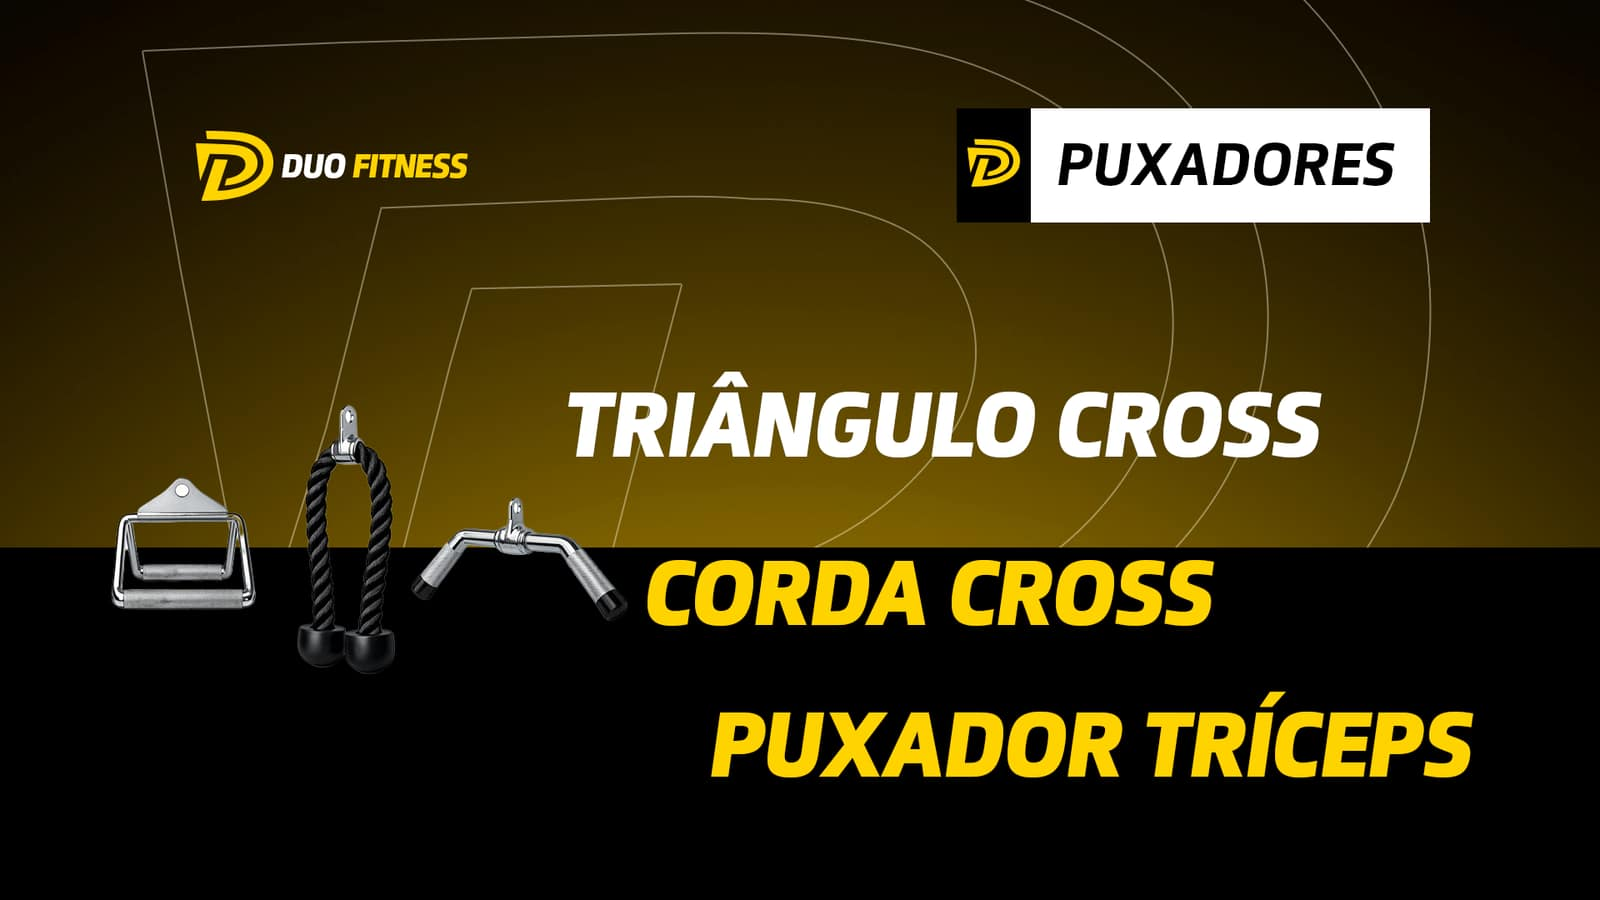 DUO FITNESS
PUXADORES
TRIÂNGULO CROSS
CORDA CROSS
PUXADOR TRÍCEPS